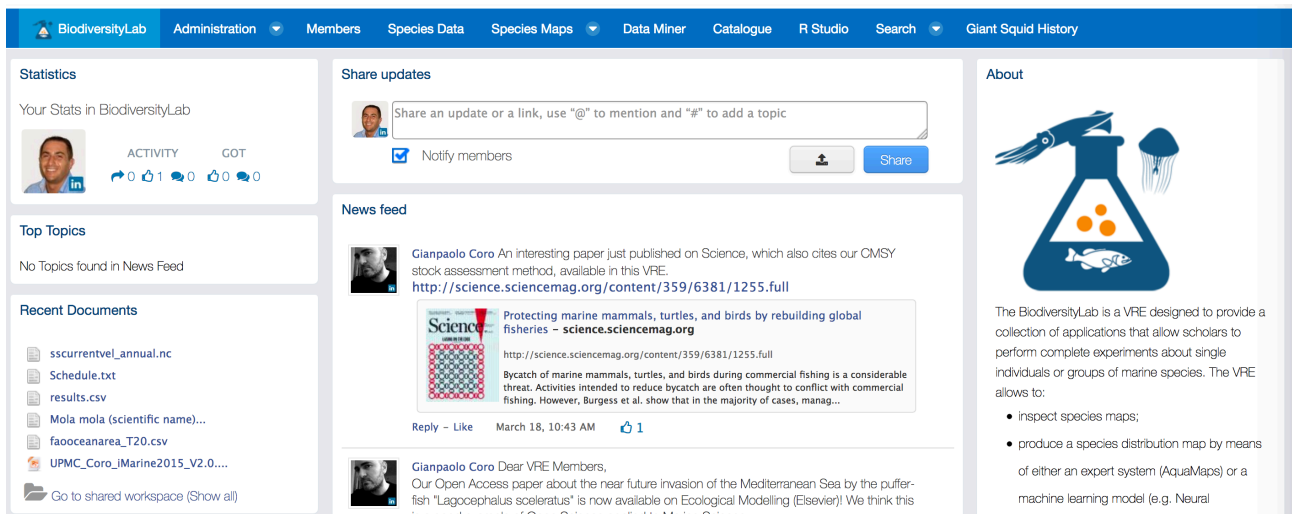 BiodiversityLab Administration Members Species Data Species Maps Data Miner Catalogue R Studio Search Giant Squid History
Statistics
Your Stats in BiodiversityLab
ACTIVITY GOT
0 1 0 0 0
in
Top Topics
No Topics found in News Feed
Recent Documents
sscurrentvel_annual.nc
Schedule.txt
results.csv
Mola mola (scientific name)...
faooceanarea_T20.csv
UPMC_Coro_iMarine2015_V2.0....
Go to shared workspace (Show all)
Share updates
in
Share an update or a link, use “@” to mention and “#” to add a topic
Notify members
Share
News feed
in
Gianpaolo Coro An interesting paper just published on Science, which also cites our CMSY
stock assessment method, available in this VRE.
http://science.sciencemag.org/content/359/6381/1255.full
Science
Protecting marine mammals, turtles, and birds by rebuilding global
fisheries – science.sciencemag.org
http://science.sciencemag.org/content/359/6381/1255.full
Bycatch of marine mammals, turtles, and birds during commercial fishing is a considerable
threat. Activities intended to reduce bycatch are often thought to conflict with commercial
fishing. However, Burgess et al. show that in the majority of cases, manag...
Reply – Like March 18, 10:43 AM 1
in
Gianpaolo Coro Dear VRE Members,
Our Open Access paper about the near future invasion of the Mediterranean Sea by the puffer-
fish "Lagocephalus sceleratus" is now available on Ecological Modelling (Elsevier)! We think this
About
The BiodiversityLab is a VRE designed to provide a
collection of applications that allow scholars to
perform complete experiments about single
individuals or groups of marine species. The VRE
allows to:
• inspect species maps;
• produce a species distribution map by means
of either an expert system (AquaMaps) or a
machine learning model (e.g. Neural